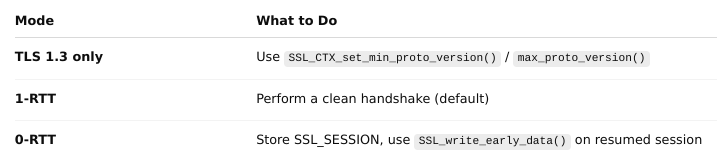 Mode What to Do
TLS 1.3 only Use SSL_CTX_set_min_proto_version() / max_proto_version()
1-RTT Perform a clean handshake (default)
0-RTT Store SSL_SESSION, use SSL_write_early_data() on resumed session